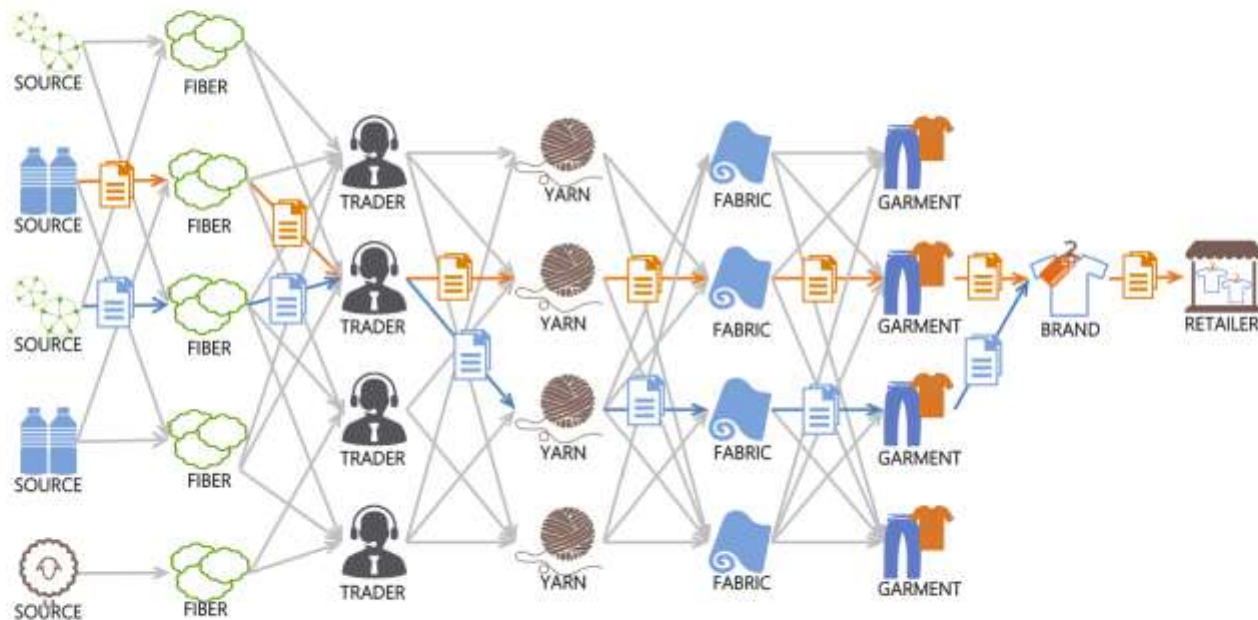 SOURCE
FIBER
SOURCE
FIBER
TRADER
YARN
FABRIC
GARMENT
SOURCE
FIBER
TRADER
YARN
FABRIC
GARMENT
BRAND
RETAILER
SOURCE
FIBER
TRADER
YARN
FABRIC
GARMENT
SOURCE
FIBER
TRADER
YARN
FABRIC
GARMENT